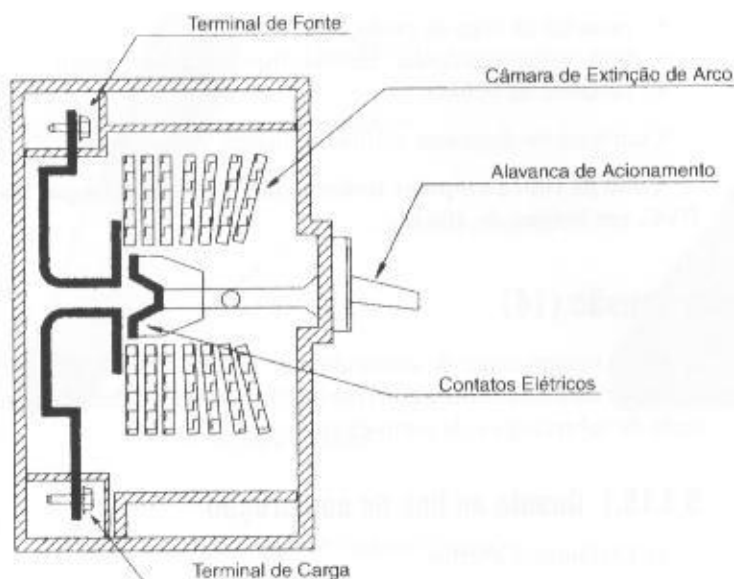 Terminal de Fonte
Câmara de Extinção de Arco
Alavanca de Acionamento
Contatos Elétricos
Terminal de Carga